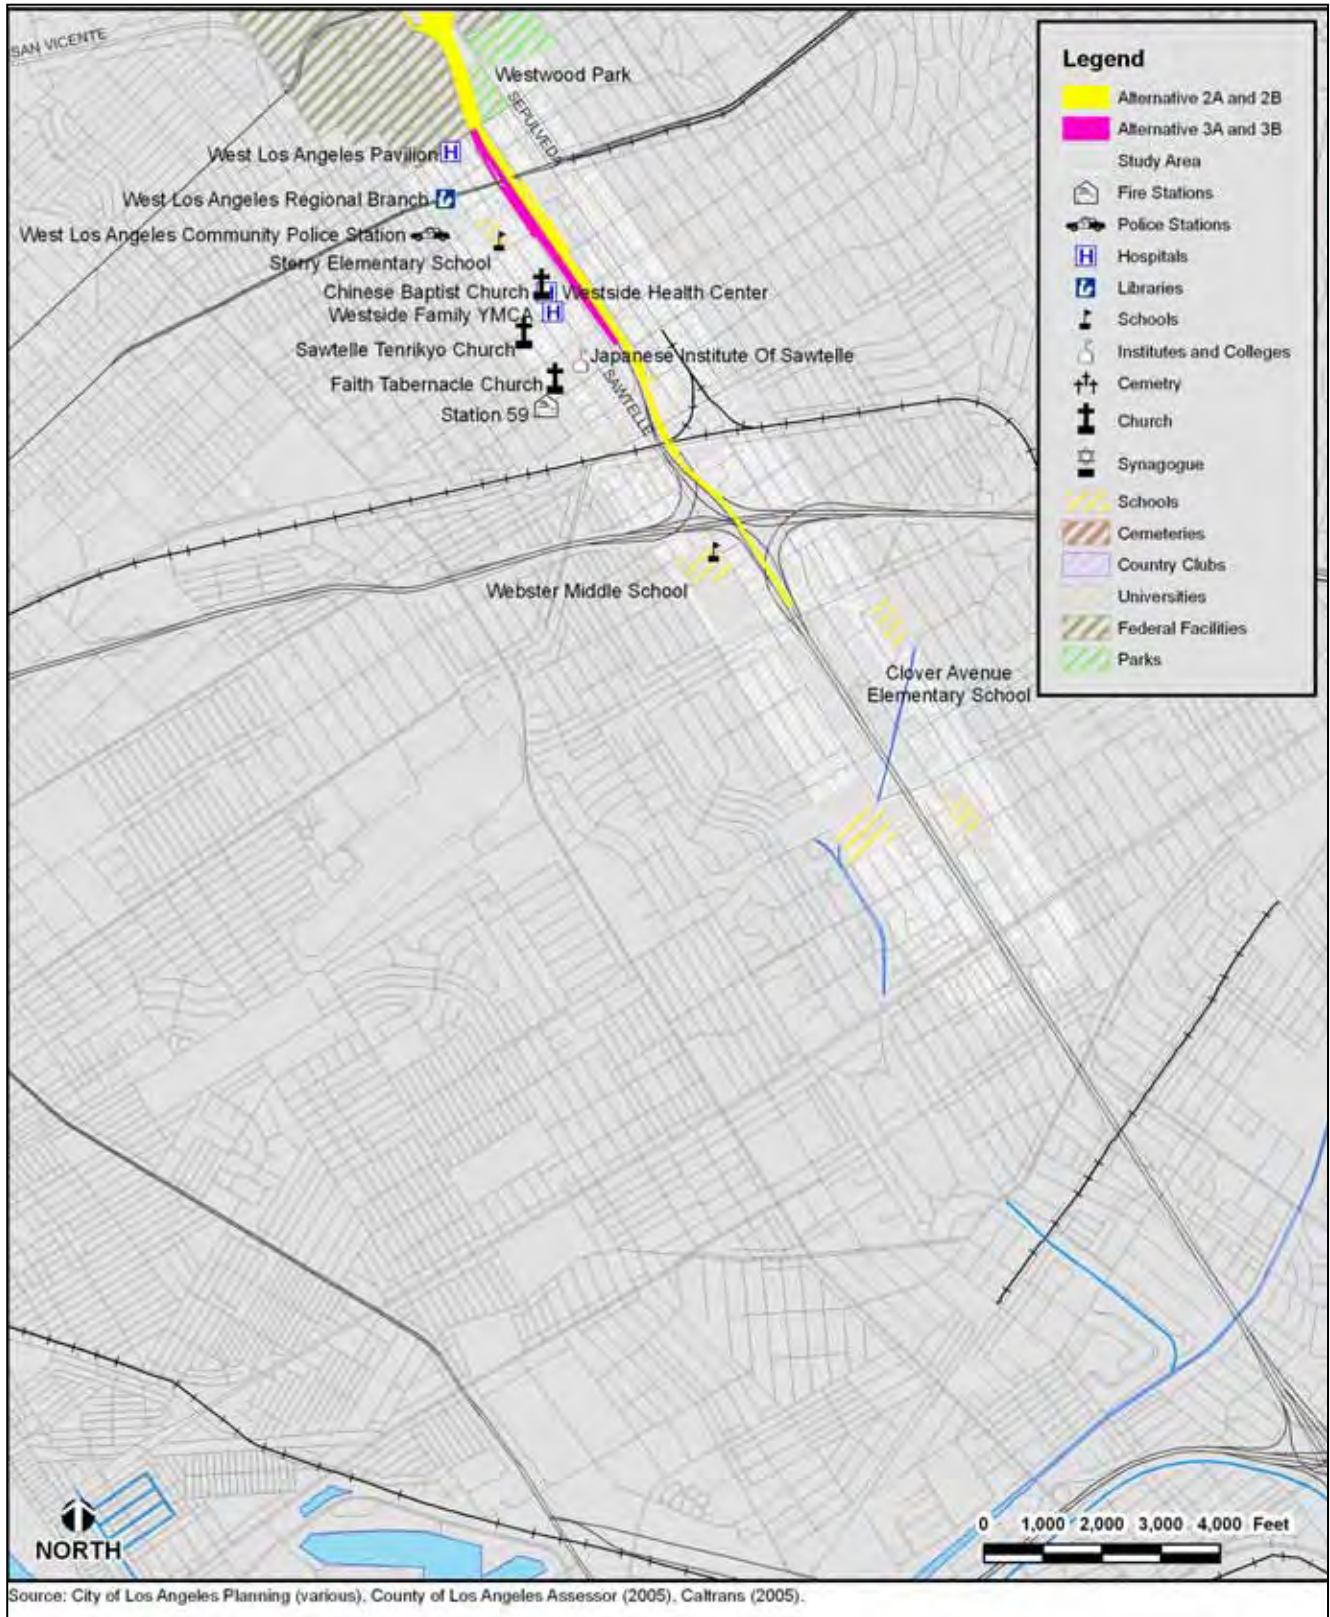 SAN VICENTE
Westwood Park
SEPULVEDA
West Los Angeles Pavilion
H
West Los Angeles Regional Branch
West Los Angeles Community Police Station
Sterry Elementary School
Chinese Baptist Church
Westside Health Center
Westside Family YMCA
H
Sawtelle Tenrikyo Church
Japanese Institute Of Sawtelle
Faith Tabernacle Church
SAWTELLE
Station 59
Webster Middle School
Clover Avenue
Elementary School
Legend
Alternative 2A and 2B
Alternative 3A and 3B
Study Area
Fire Stations
Police Stations
H Hospitals
Libraries
Schools
Institutes and Colleges
Cemetry
Church
Synagogue
Schools
Cemeteries
Country Clubs
Universities
Federal Facilities
Parks
NORTH
0 1,000 2,000 3,000 4,000 Feet
Source: City of Los Angeles Planning (various), County of Los Angeles Assessor (2005), Caltrans (2005).